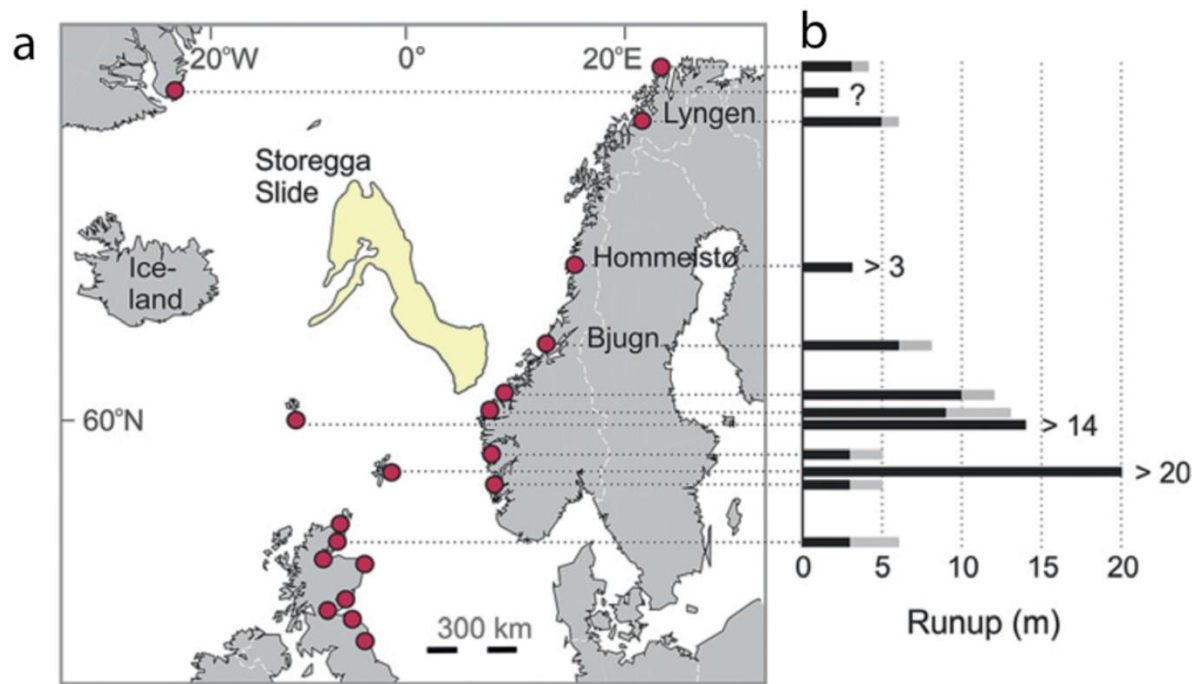 a
b
20°W
0°
20°E
?
Lyngen
Storegga
Slide
Hommelstø
> 3
Ice-
land
Bjugn
60°N
> 14
> 20
0
5
10
15
20
300 km
Runup (m)